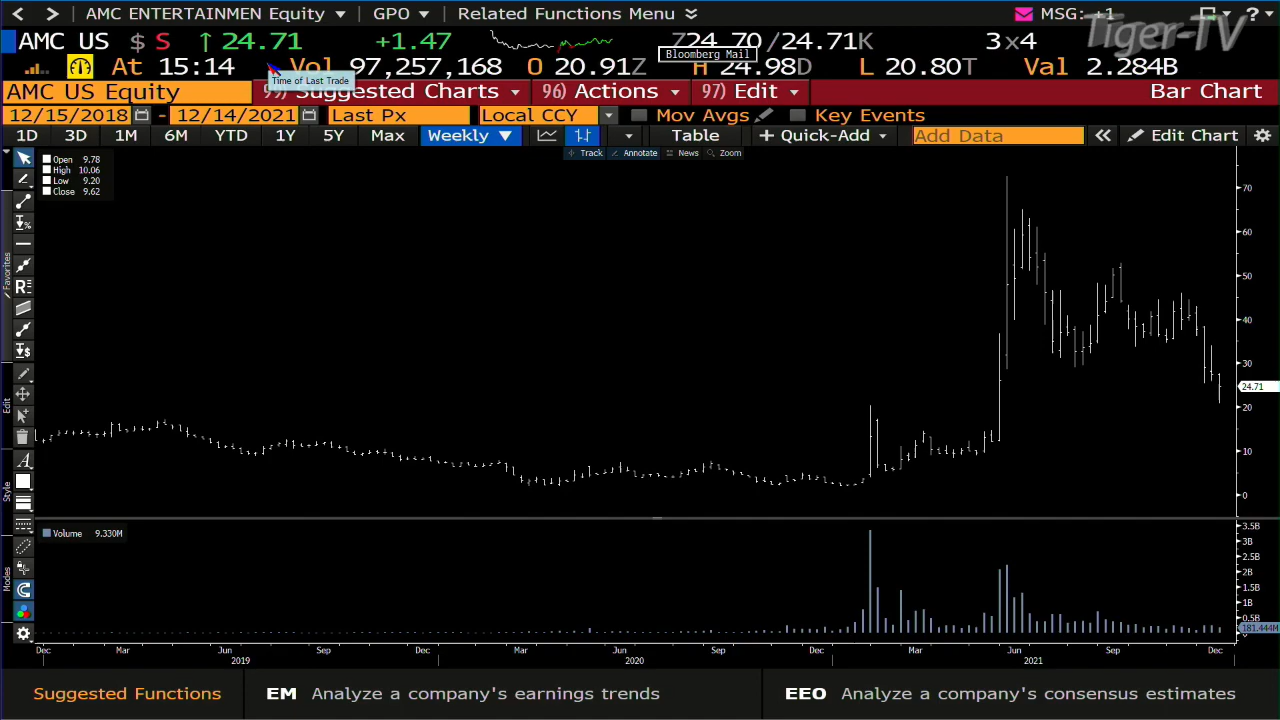 AMC ENTERTAINMEN Equity GPO Related Functions Menu MSG: +1
Tiger-TV
AMC US $ S ↑ 24.71 +1.47 Z24.70/24.71K 3x4
Bloomberg Mail
At 15:14 Vol 97,257,168 O 20.91Z H 24.98D L 20.80T Val 2.284B
Time of Last Trade
AMC US Equity Suggested Charts 96) Actions 97) Edit Bar Chart
12/15/2018 - 12/14/2021 Last Px Local CCY Mov Avgs Key Events
1D 3D 1M 6M YTD 1Y 5Y Max Weekly ▼ Table + Quick-Add Add Data « Edit Chart
Track Annotate News Zoom
Open 9.78
High 10.06
Low 9.20
Close 9.62
Favorites
Edit
Style
Modes
70
60
50
40
30
24.71
20
10
0
Volume 9.330M
3.5B
3B
2.5B
2B
1.5B
1B
0.5B
181.444M
Dec Mar Jun Sep Dec Mar Jun Sep Dec Mar Jun Sep Dec
2019 2020 2021
Suggested Functions EM Analyze a company's earnings trends EEO Analyze a company's consensus estimates